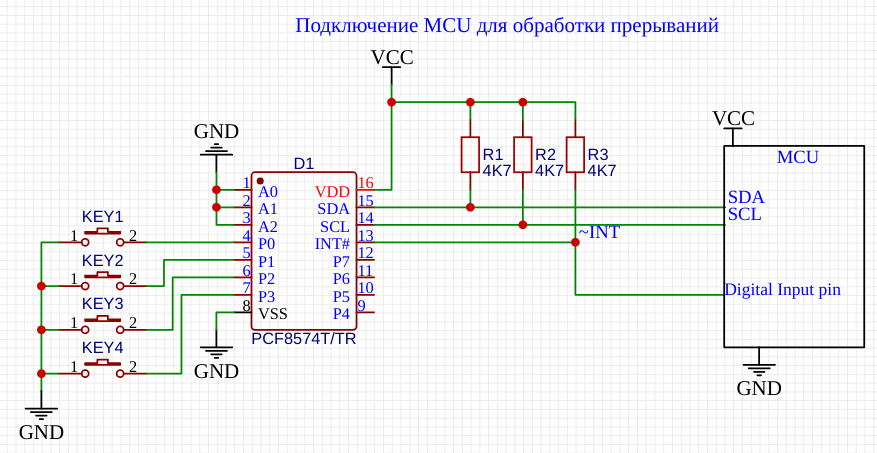 Подключение MCU для обработки прерываний
VCC
GND
VCC
MCU
D1
R1
4K7
R2
4K7
R3
4K7
1 A0 VDD 16
2 A1 SDA 15
3 A2 SCL 14
4 P0 INT# 13
5 P1 P7 12
6 P2 P6 11
7 P3 P5 10
8 VSS P4 9
PCF8574T/TR
SDA
SCL
~INT
Digital Input pin
KEY1
1 2
KEY2
1 2
KEY3
1 2
KEY4
1 2
GND
GND
GND